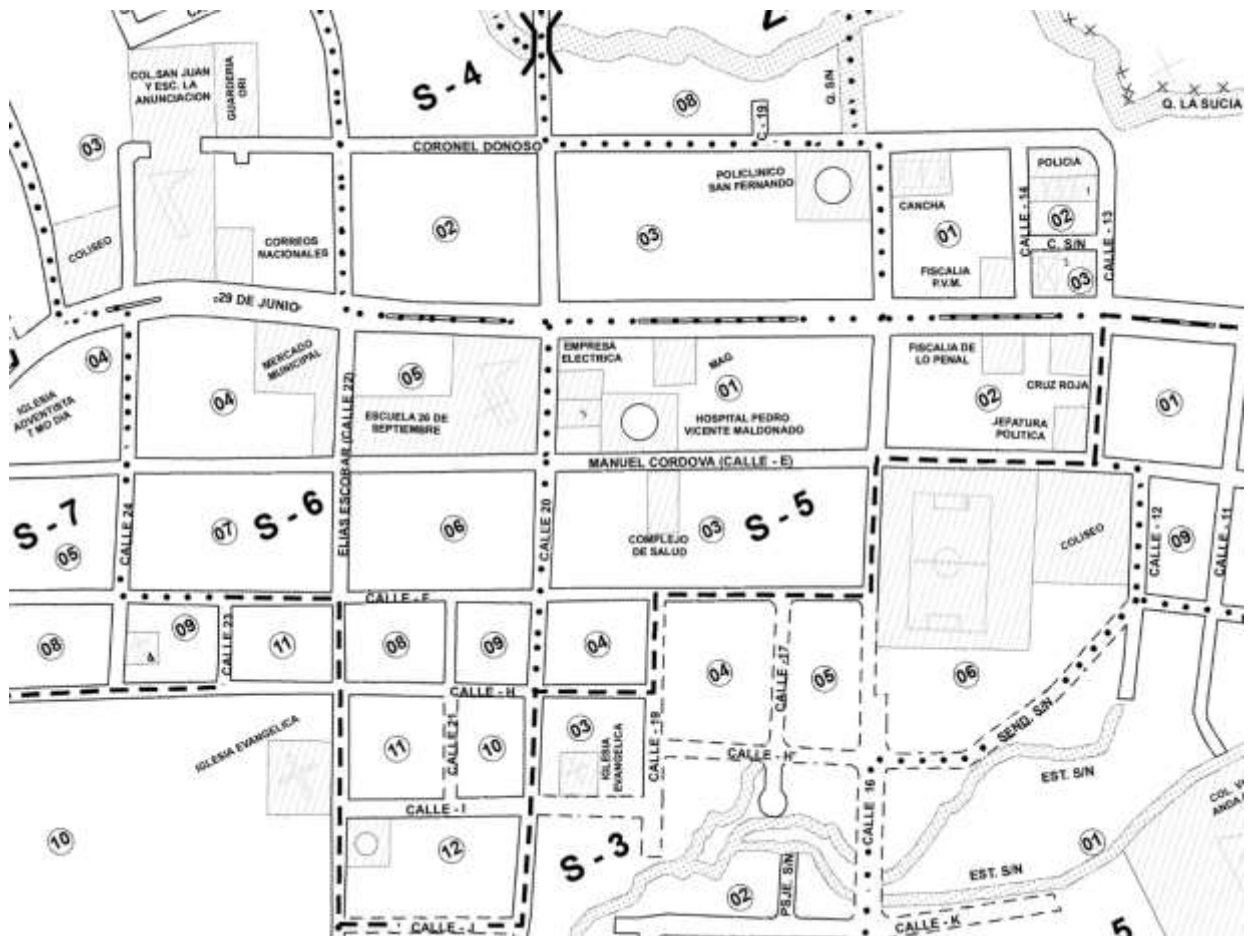 COL. SAN JUAN
Y ESC. LA
ANUNCIACION
GUARDERIA
ORI
S - 4
08
C - 19
Q. S/N
Q. LA SUCIA
03
CORONEL DONOSO
POLICLINICO
SAN FERNANDO
POLICIA
1
CANCHA
CALLE - 14
02
C. S/N
CALLE - 13
COLISEO
CORREOS
NACIONALES
02
03
01
FISCALIA
P.V.M.
03
29 DE JUNIO
04
IGLESIA
ADVENTISTA
7 MO DIA
MERCADO
MUNICIPAL
04
ELIAS ESCOBAR (CALLE 22)
05
ESCUELA 26 DE
SEPTIEMBRE
EMPRESA
ELECTRICA
MAG.
01
HOSPITAL PEDRO
VICENTE MALDONADO
FISCALIA DE
LO PENAL
CRUZ ROJA
02
JEFATURA
POLITICA
01
MANUEL CORDOVA (CALLE - E)
S - 7
05
CALLE 24
07
S - 6
06
CALLE 20
COMPLEJO
DE SALUD
03
S - 5
COLISEO
CALLE - 12
09
CALLE - 11
CALLE - F
08
09
CALLE 23
11
08
09
04
04
CALLE -17
05
06
CALLE - H
SEND. S/N
IGLESIA EVANGELICA
11
CALLE 21
10
03
IGLESIA
EVANGELICA
CALLE - 19
CALLE - H'
EST. S/N
CALLE 16
CALLE - I
10
12
S - 3
01
02
PSJE. S/N
EST. S/N
CALLE - J
CALLE - K
5